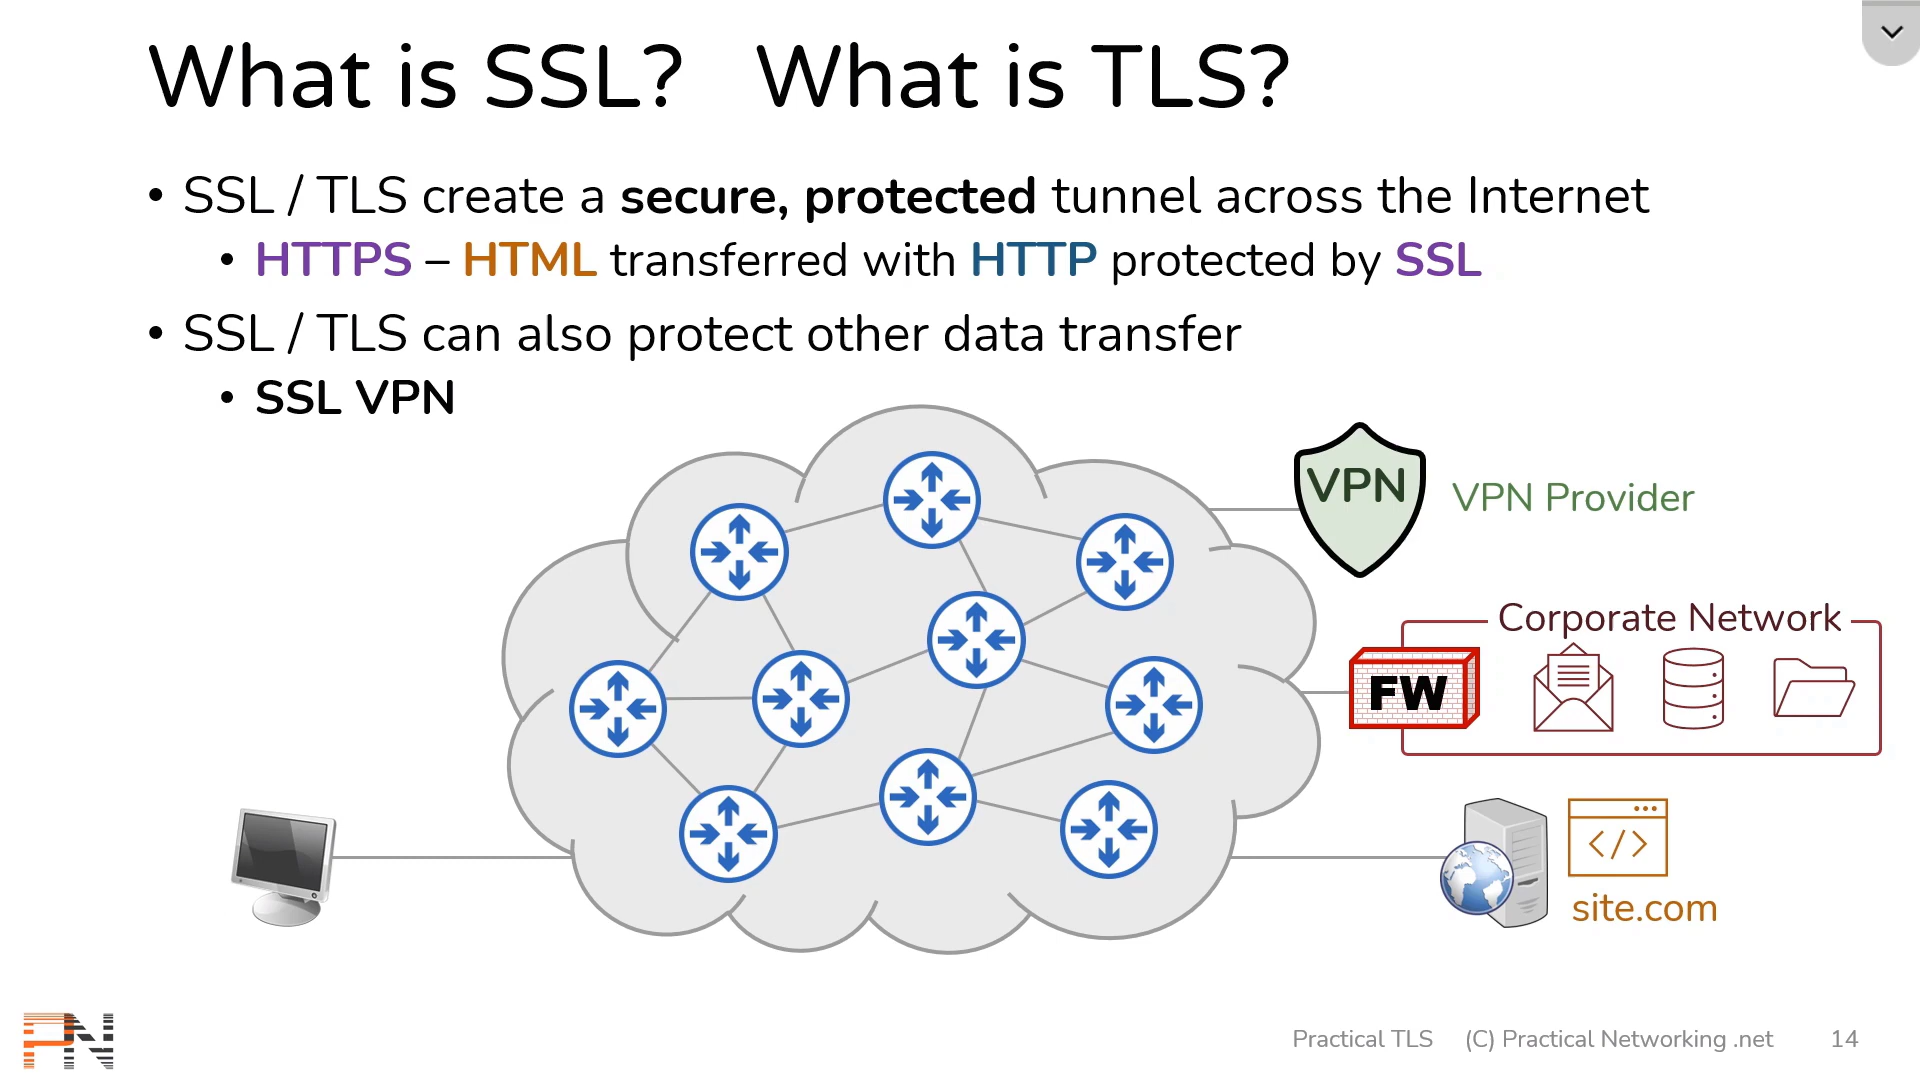 What is SSL? What is TLS?
• SSL / TLS create a secure, protected tunnel across the Internet
• HTTPS – HTML transferred with HTTP protected by SSL
• SSL / TLS can also protect other data transfer
• SSL VPN
VPN
VPN Provider
Corporate Network
FW
</>
site.com
PN
Practical TLS (C) Practical Networking .net 14